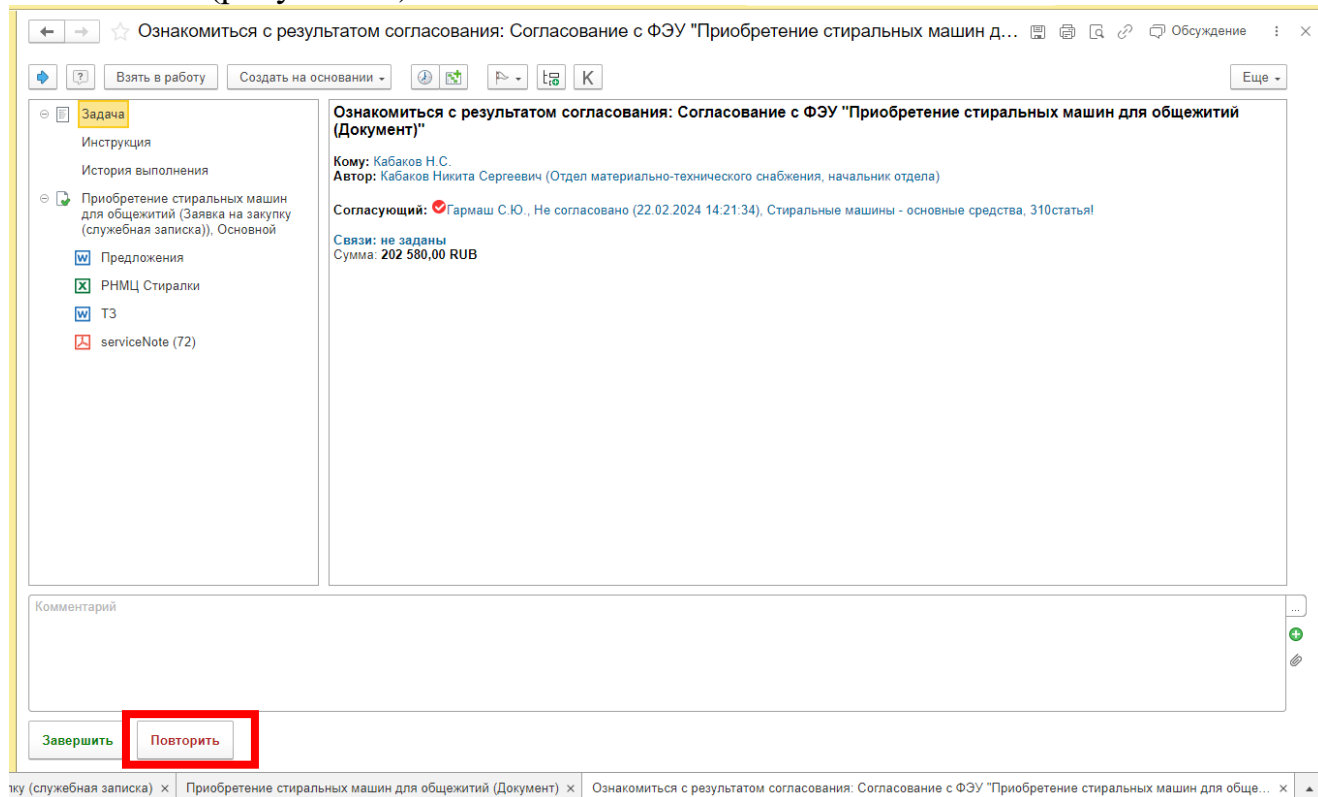 Ознакомиться с результатом согласования: Согласование с ФЭУ "Приобретение стиральных машин д... Обсуждение
Взять в работу Создать на основании К Еще
Задача
Инструкция
История выполнения
Приобретение стиральных машин
для общежитий (Заявка на закупку
(служебная записка)), Основной
Предложения
РНМЦ Стиралки
ТЗ
serviceNote (72)
Ознакомиться с результатом согласования: Согласование с ФЭУ "Приобретение стиральных машин для общежитий
(Документ)"
Кому: Кабаков Н.С.
Автор: Кабаков Никита Сергеевич (Отдел материально-технического снабжения, начальник отдела)
Согласующий: Гармаш С.Ю., Не согласовано (22.02.2024 14:21:34), Стиральные машины - основные средства, 310статья!
Связи: не заданы
Сумма: 202 580,00 RUB
Комментарий
...
Завершить Повторить
пку (служебная записка) × Приобретение стиральных машин для общежитий (Документ) × Ознакомиться с результатом согласования: Согласование с ФЭУ "Приобретение стиральных машин для обще... ×